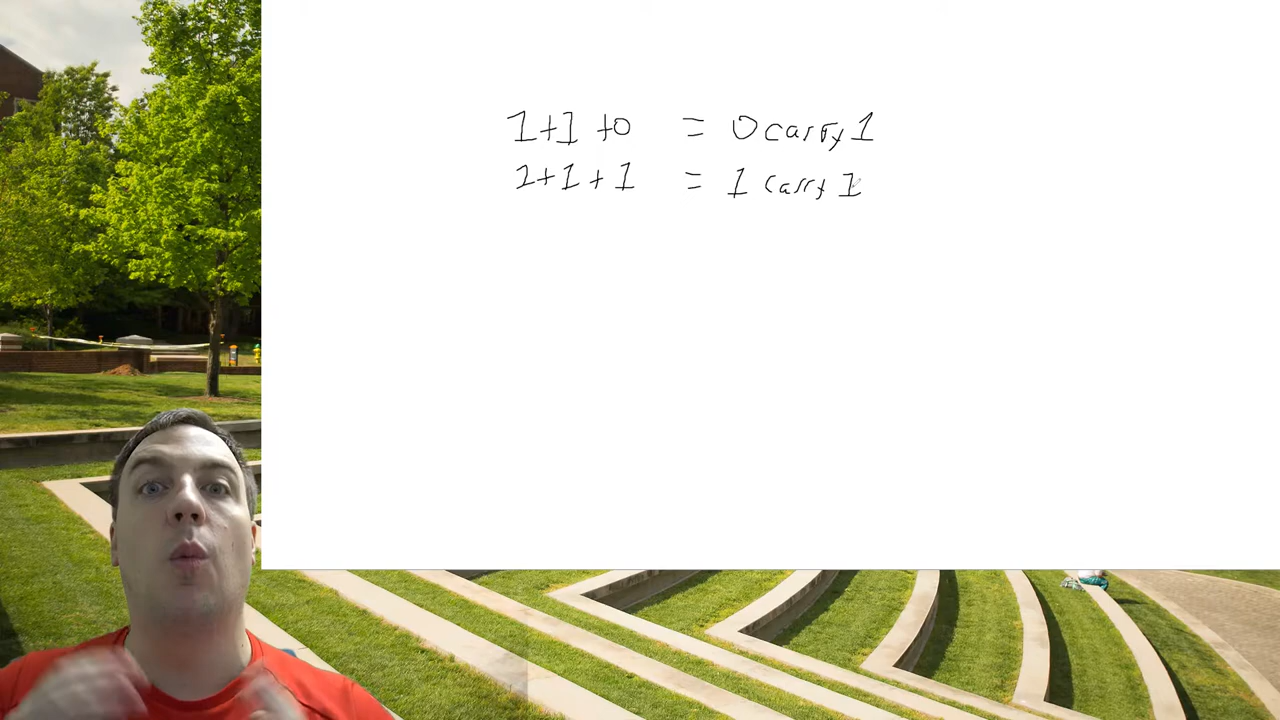 1+1+0 = 0 carry 1
1+1+1 = 1 carry 1